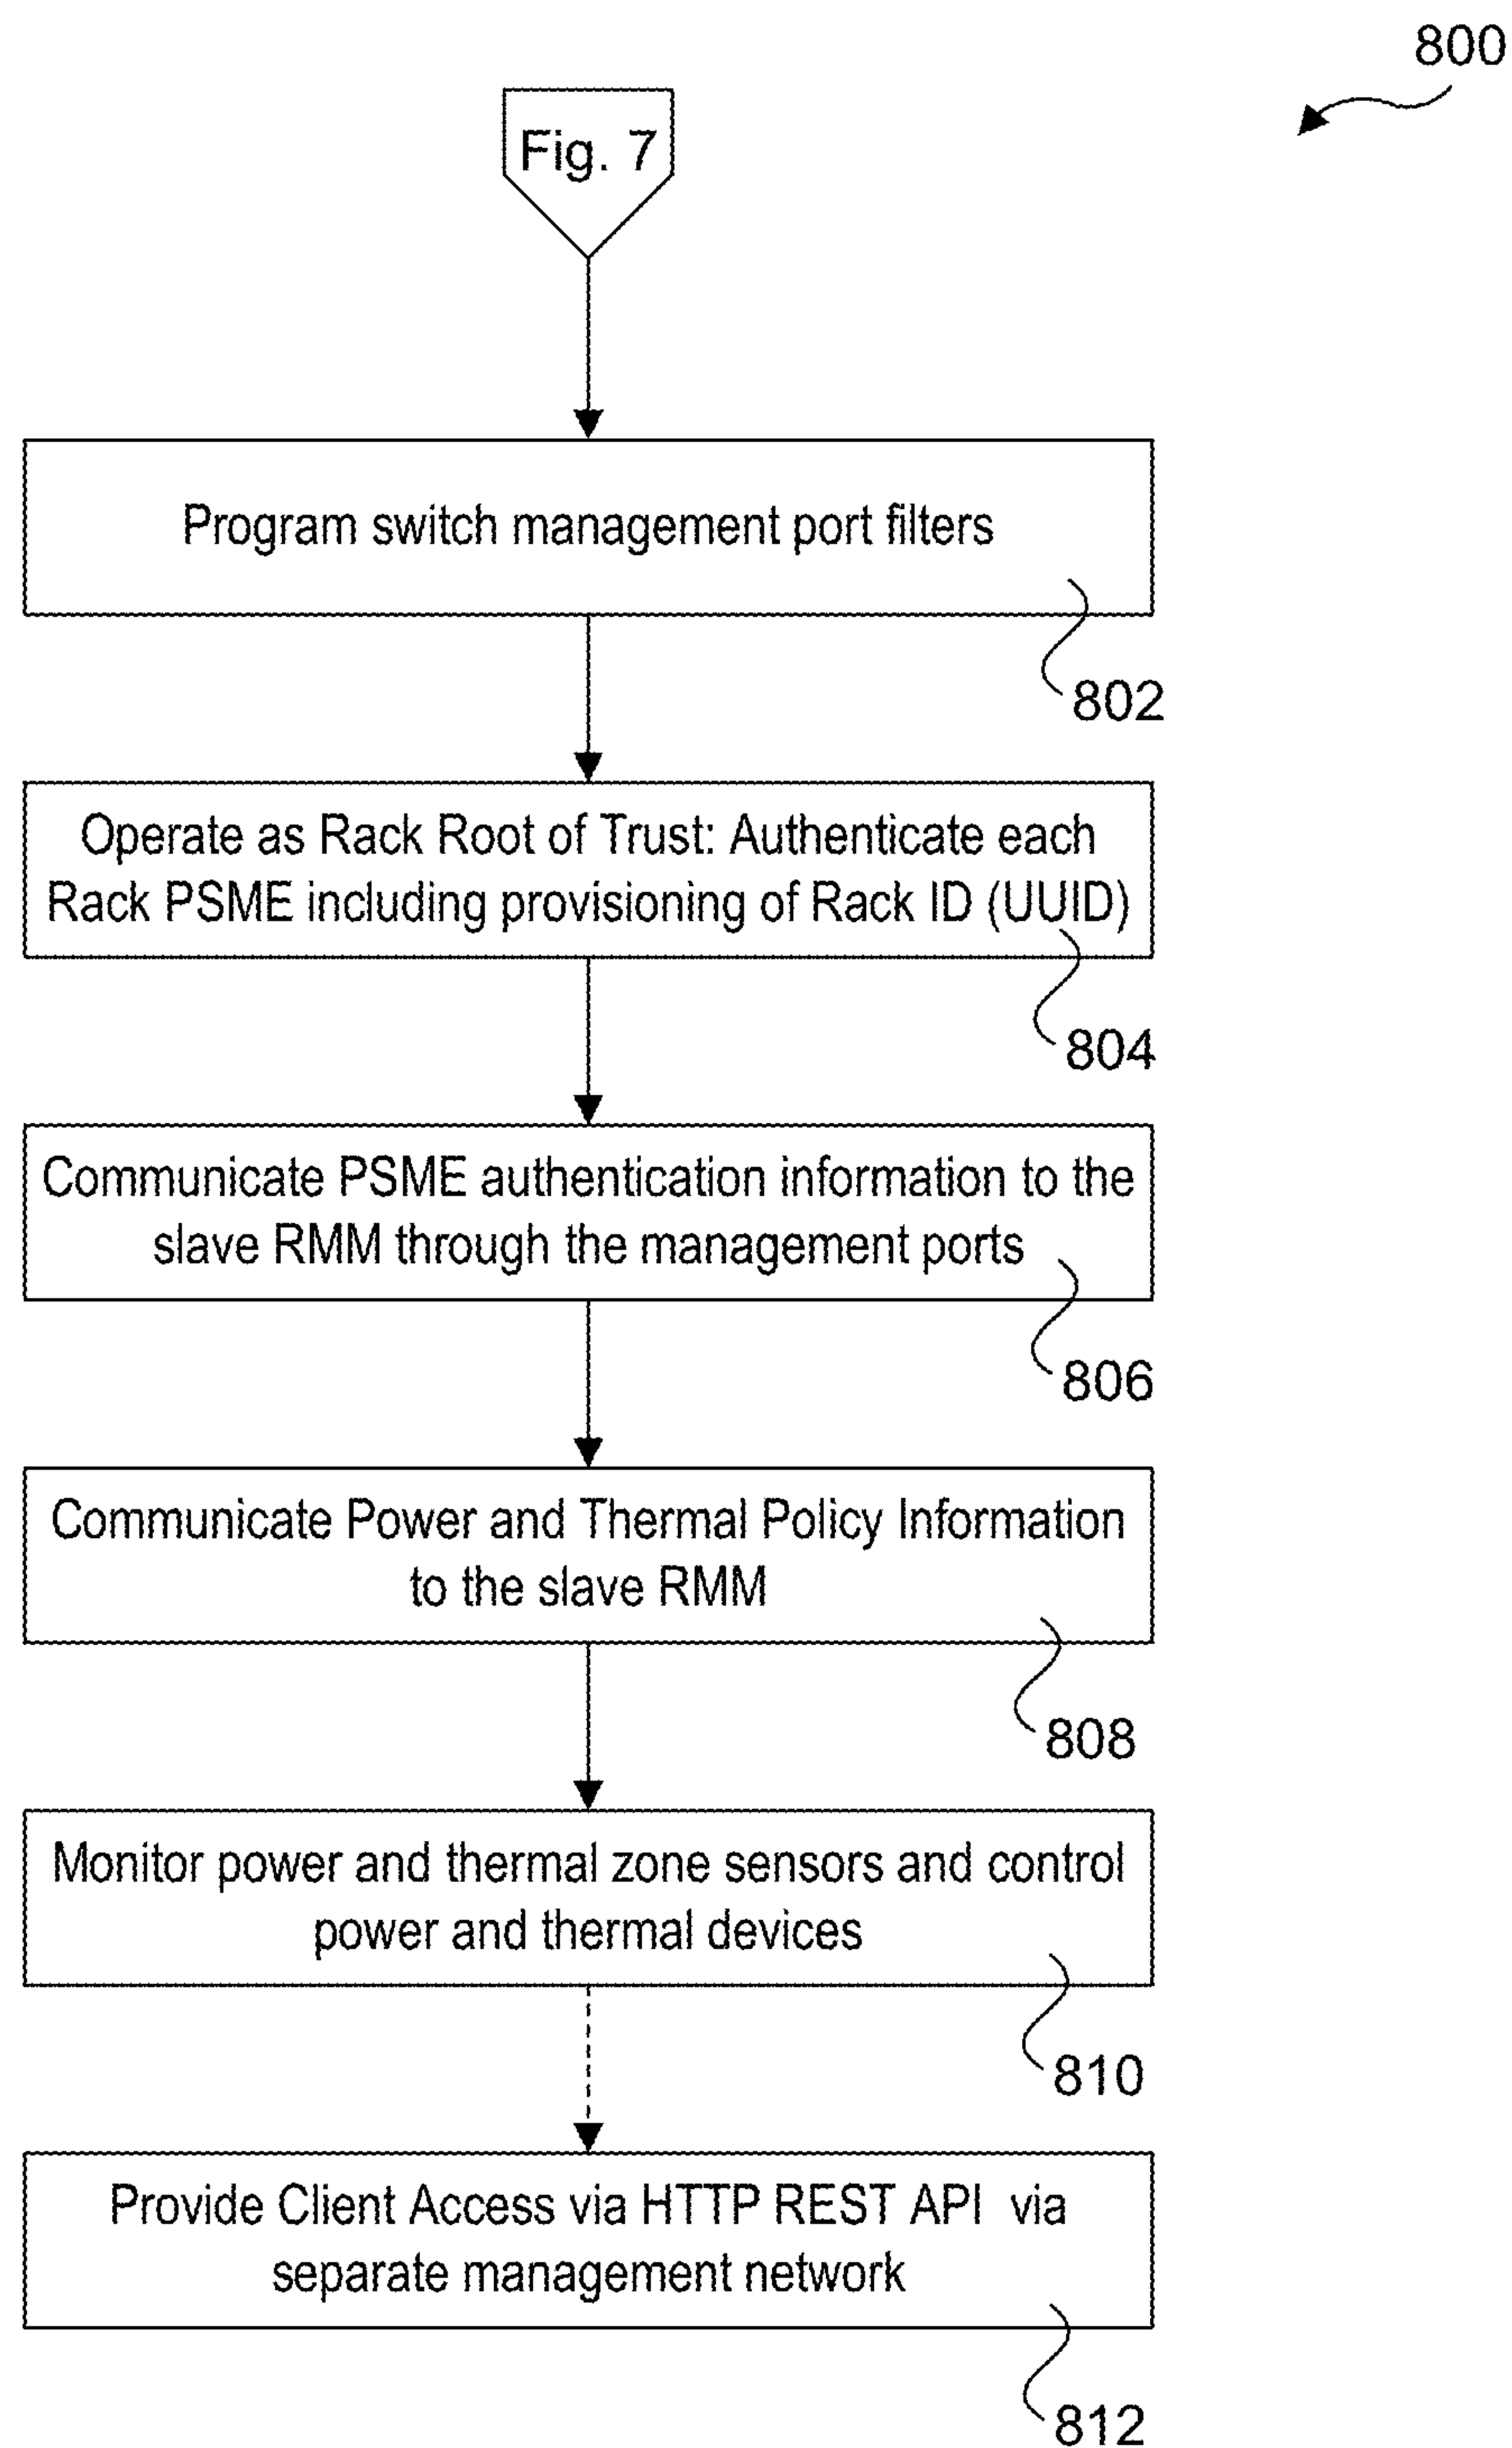 800
Fig. 7
Program switch management port filters
802
Operate as Rack Root of Trust: Authenticate each
Rack PSME including provisioning of Rack ID (UUID)
804
Communicate PSME authentication information to the
slave RMM through the management ports
806
Communicate Power and Thermal Policy Information
to the slave RMM
808
Monitor power and thermal zone sensors and control
power and thermal devices
810
Provide Client Access via HTTP REST API via
separate management network
812